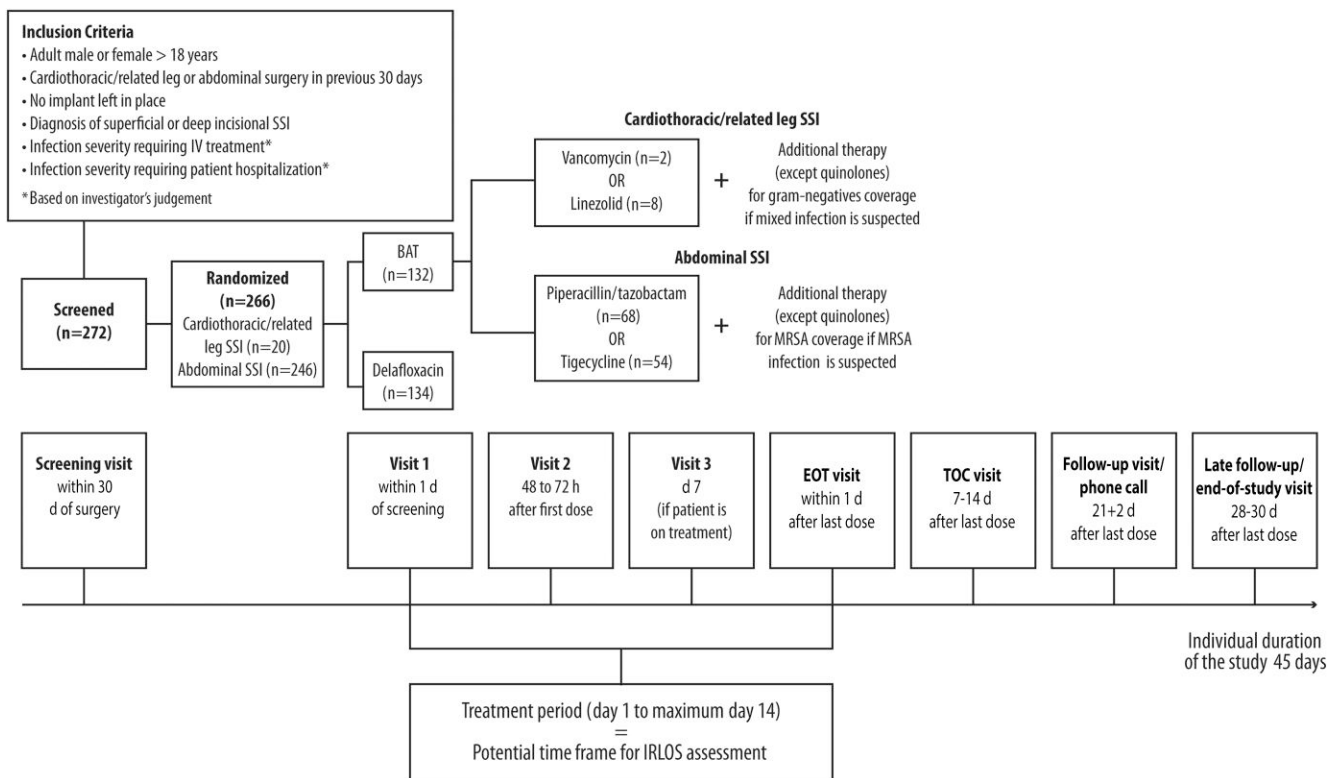 Inclusion Criteria
• Adult male or female > 18 years
• Cardiothoracic/related leg or abdominal surgery in previous 30 days
• No implant left in place
• Diagnosis of superficial or deep incisional SSI
• Infection severity requiring IV treatment*
• Infection severity requiring patient hospitalization*
*Based on investigator's judgement
Screened
(n=272)
Randomized
(n=266)
Cardiothoracic/related
leg SSI (n=20)
Abdominal SSI (n=246)
BAT
(n=132)
Delafloxacin
(n=134)
Cardiothoracic/related leg SSI
Vancomycin (n=2)
OR
Linezolid (n=8)
+
Additional therapy
(except quinolones)
for gram-negatives coverage
if mixed infection is suspected
Abdominal SSI
Piperacillin/tazobactam
(n=68)
OR
Tigecycline (n=54)
+
Additional therapy
(except quinolones)
for MRSA coverage if MRSA
infection is suspected
Screening visit
within 30
d of surgery
Visit 1
within 1 d
of screening
Visit 2
48 to 72 h
after first dose
Visit 3
d 7
(if patient is
on treatment)
EOT visit
within 1 d
after last dose
TOC visit
7-14 d
after last dose
Follow-up visit/
phone call
21+2 d
after last dose
Late follow-up/
end-of-study visit
28-30 d
after last dose
Individual duration
of the study 45 days
Treatment period (day 1 to maximum day 14)
=
Potential time frame for IRLOS assessment